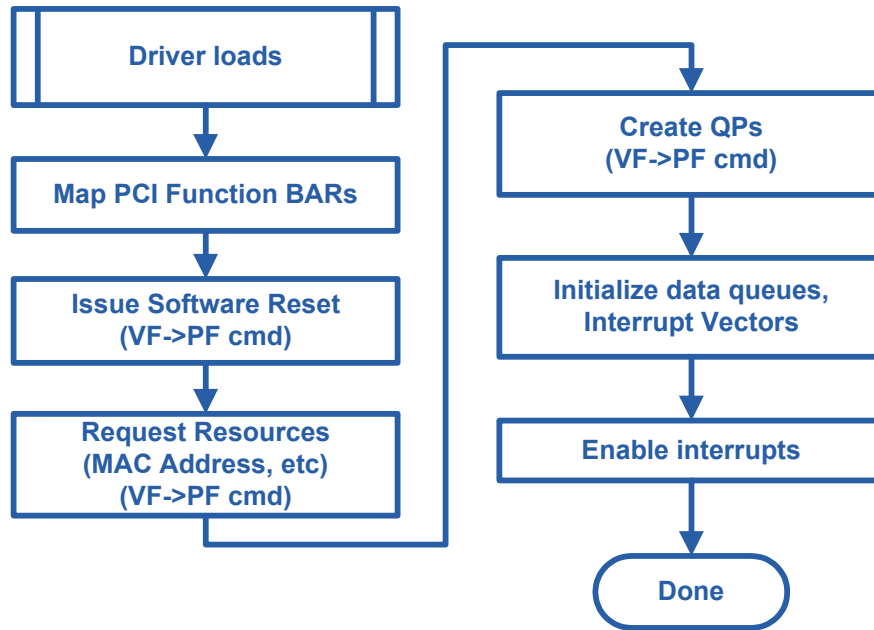 Driver loads
Map PCI Function BARs
Issue Software Reset
(VF->PF cmd)
Request Resources
(MAC Address, etc)
(VF->PF cmd)
Create QPs
(VF->PF cmd)
Initialize data queues,
Interrupt Vectors
Enable interrupts
Done